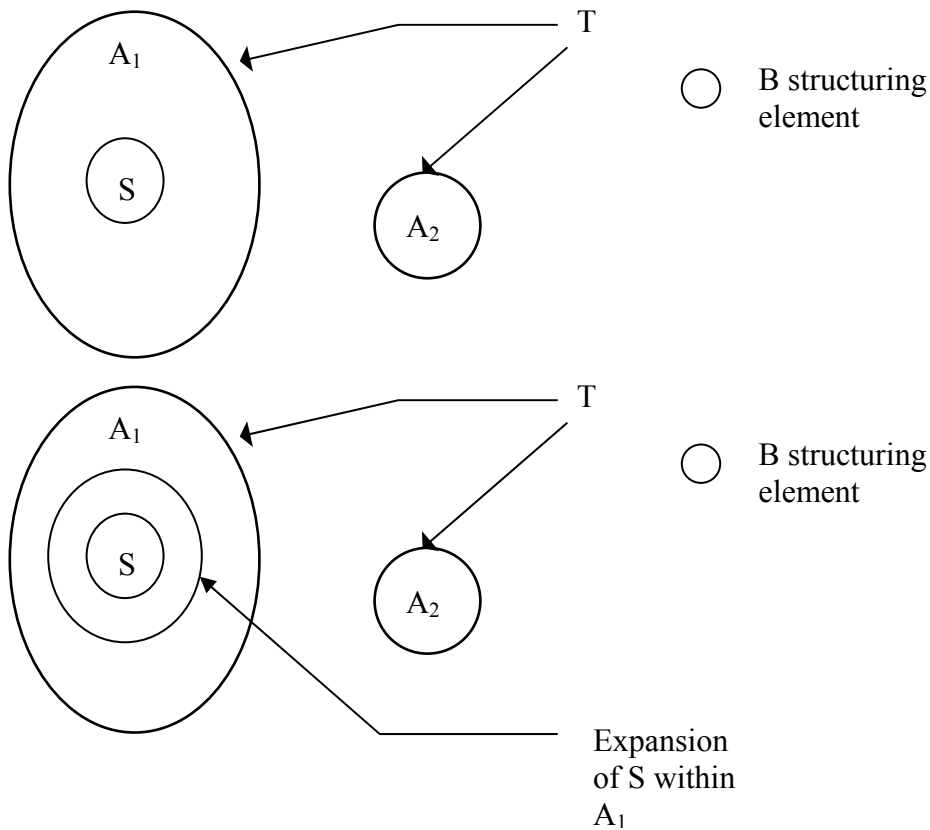 A₁
T
B structuring
element
S
A₂
A₁
T
B structuring
element
S
A₂
Expansion
of S within
A₁